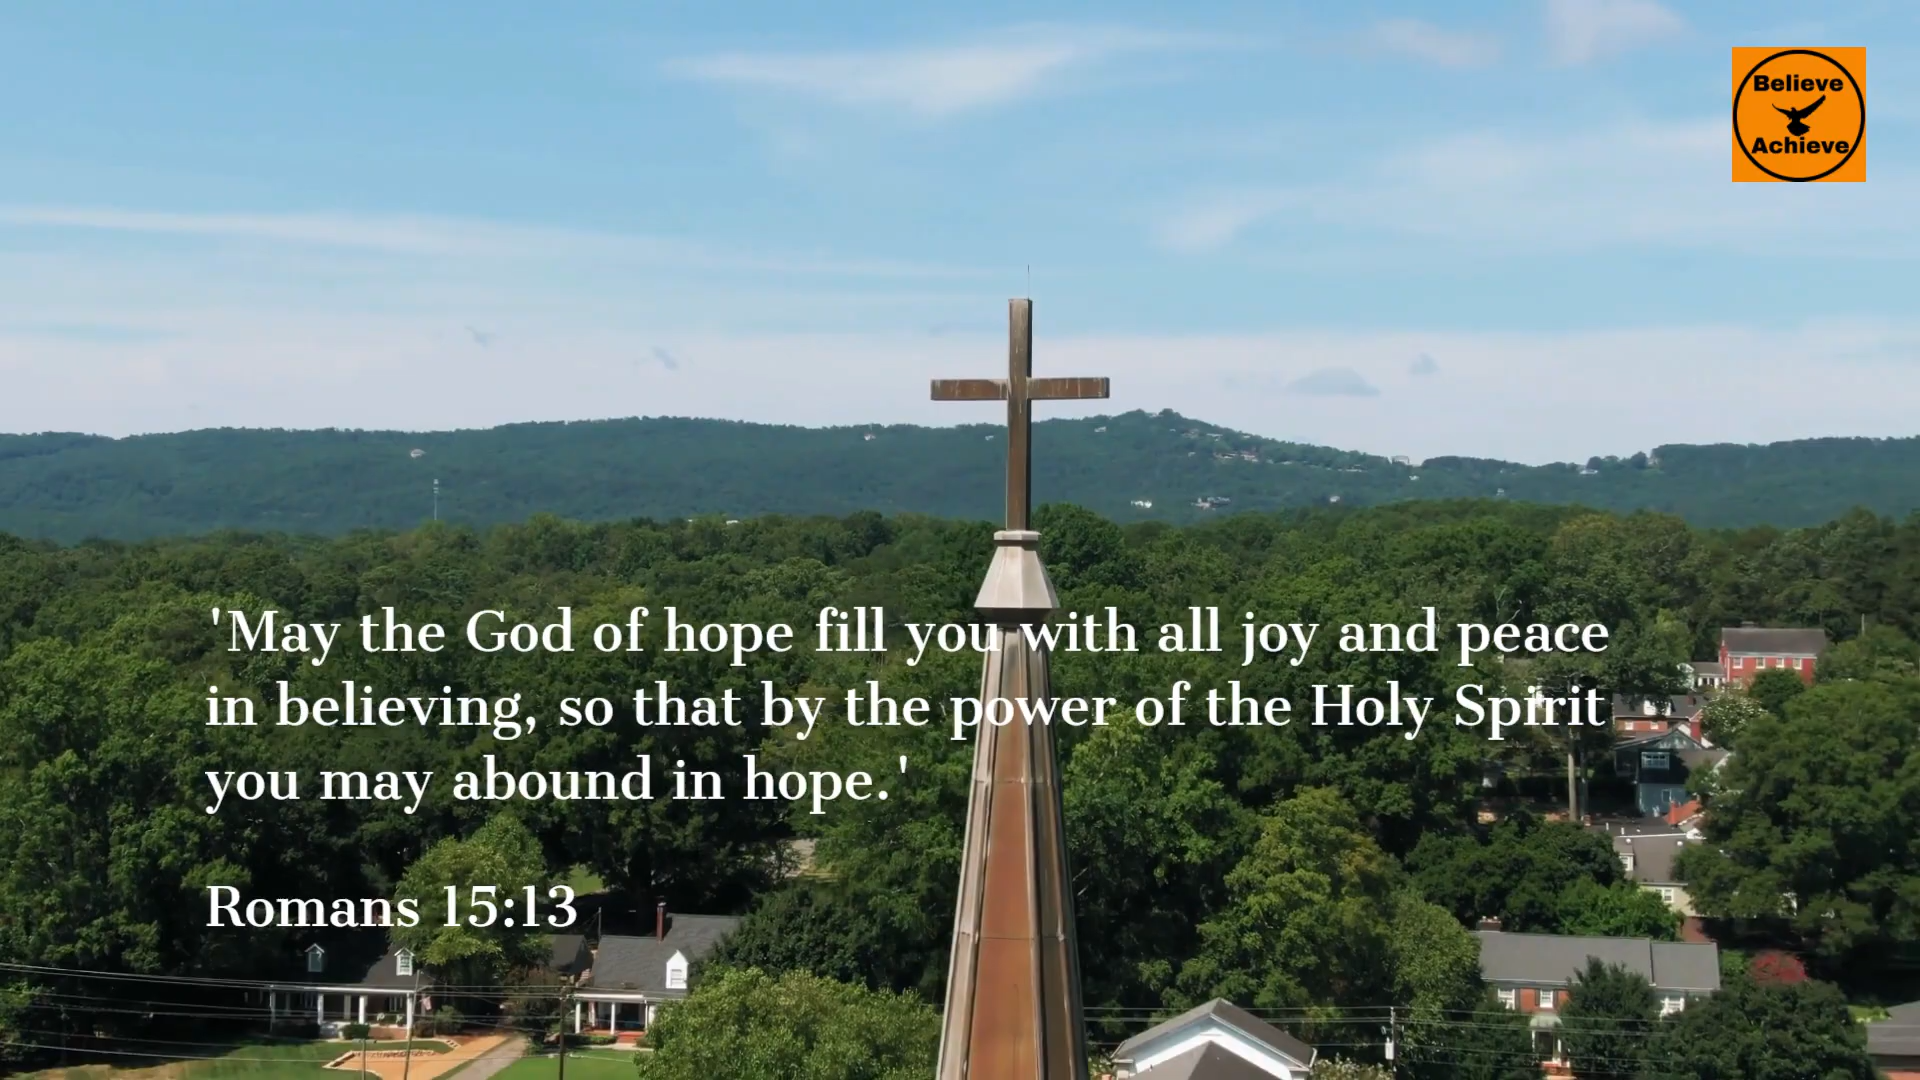 Believe
Achieve
'May the God of hope fill you with all joy and peace
in believing, so that by the power of the Holy Spirit
you may abound in hope.'
Romans 15:13